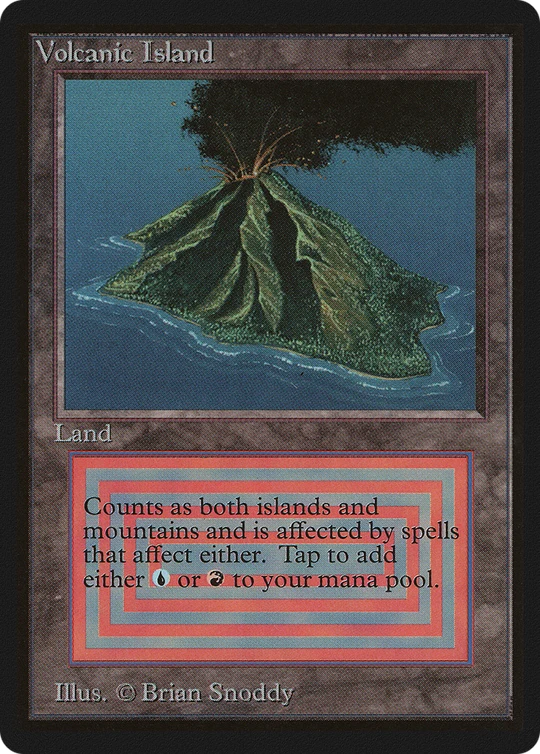 Volcanic Island
Land
Counts as both islands and
mountains and is affected by spells
that affect either. Tap to add
either or to your mana pool.
Illus. © Brian Snoddy